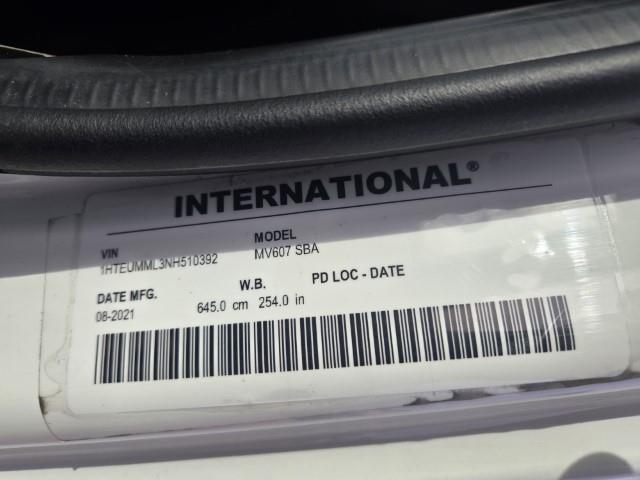 INTERNATIONAL®
VIN MODEL
1HTEUMML3NH510392 MV607 SBA
DATE MFG. W.B. PD LOC - DATE
08-2021 645.0 cm 254.0 in